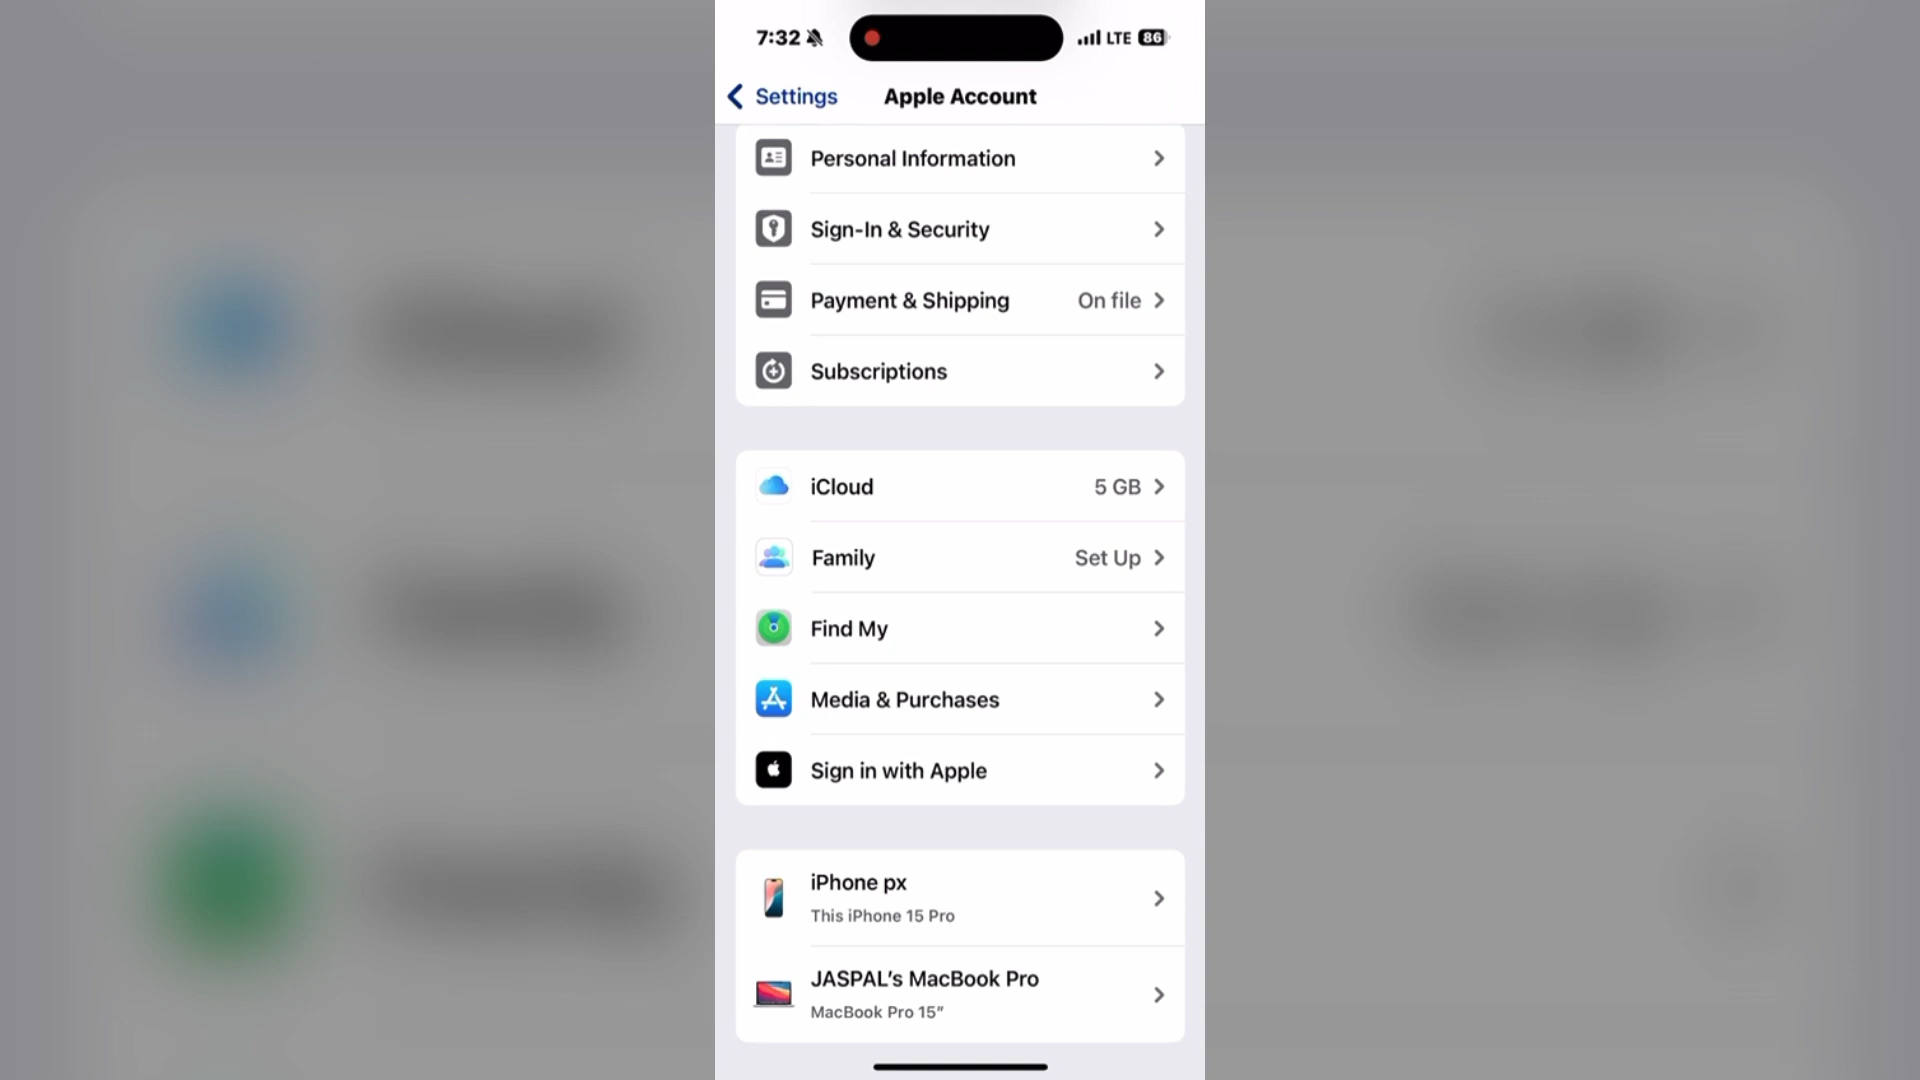 7:32 LTE 86
Settings Apple Account
Personal Information
Sign-In & Security
Payment & Shipping On file
Subscriptions
iCloud 5 GB
Family Set Up
Find My
Media & Purchases
Sign in with Apple
iPhone px
This iPhone 15 Pro
JASPAL’s MacBook Pro
MacBook Pro 15”